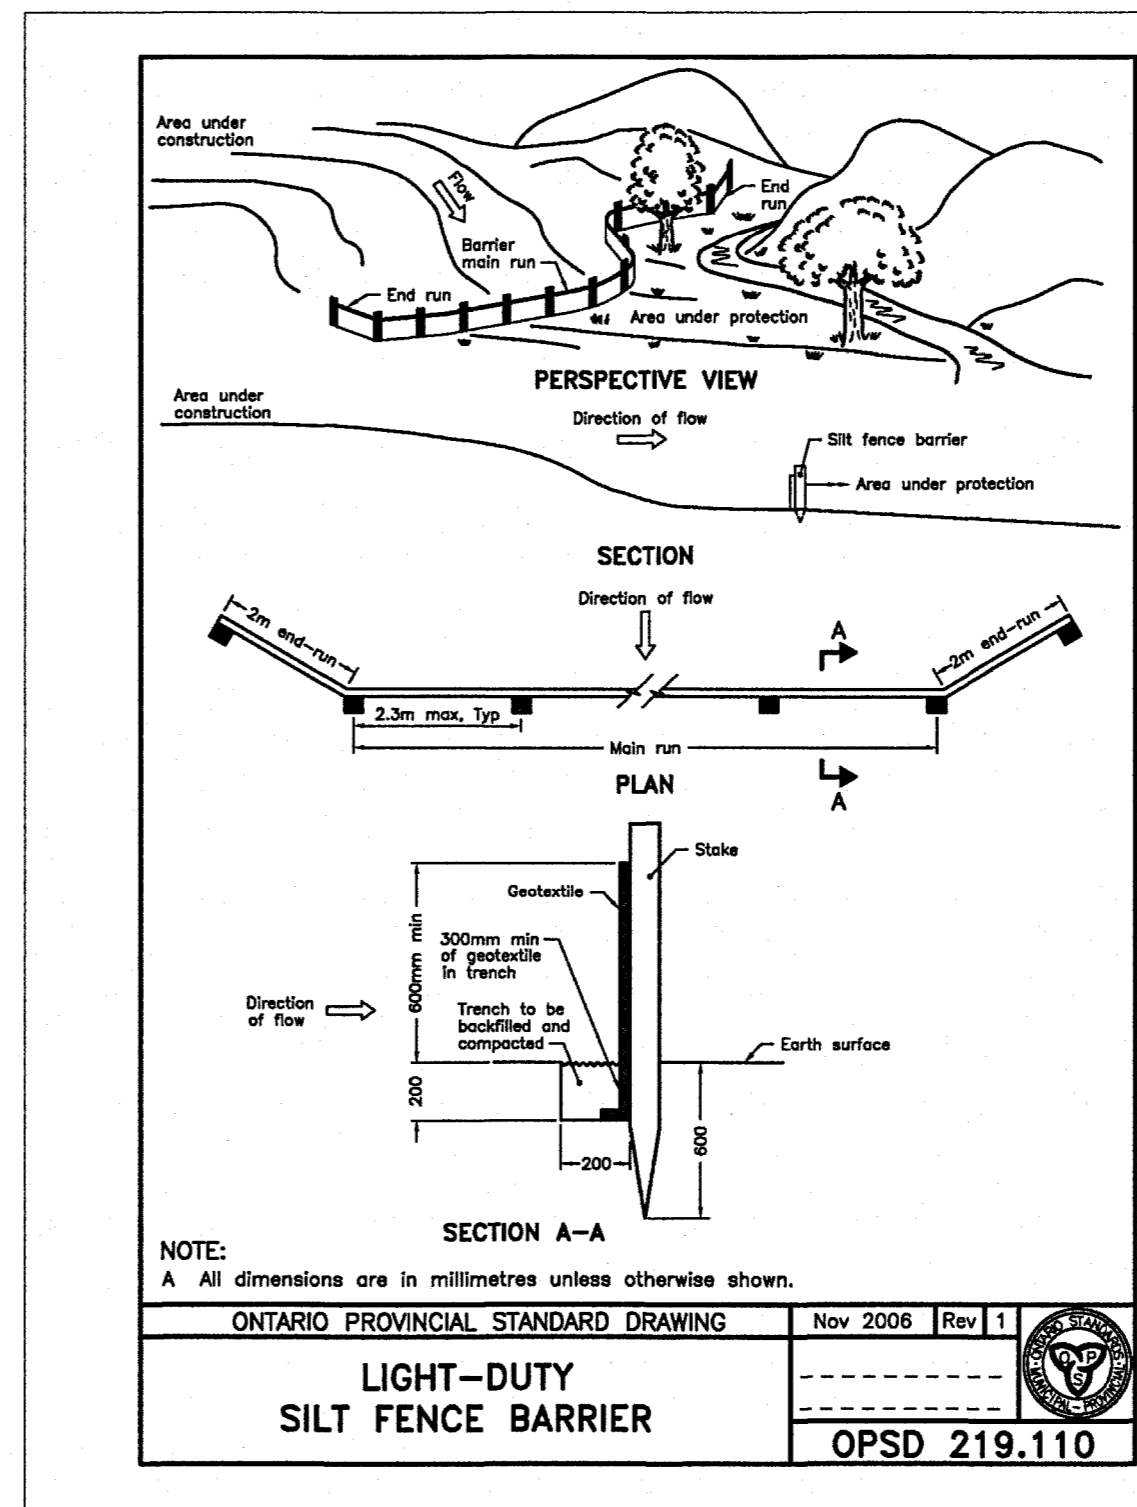 Area under
construction
Flow
End
run
Barrier
main run
End run
Area under protection
PERSPECTIVE VIEW
Area under
construction
Direction of flow
Silt fence barrier
Area under protection
SECTION
Direction of flow
2m end-run
A
2m end-run
2.3m max, Typ
Main run
PLAN
A
Stake
Geotextile
600mm min
300mm min
of geotextile
in trench
Direction
of flow
Trench to be
backfilled and
compacted
Earth surface
200
600
200
SECTION A-A
NOTE:
A All dimensions are in millimetres unless otherwise shown.
ONTARIO PROVINCIAL STANDARD DRAWING
Nov 2006 Rev 1
LIGHT-DUTY
SILT FENCE BARRIER
ONTARIO STANDARDS
MUNICIPAL - PROVINCIAL
O P
S
OPSD 219.110